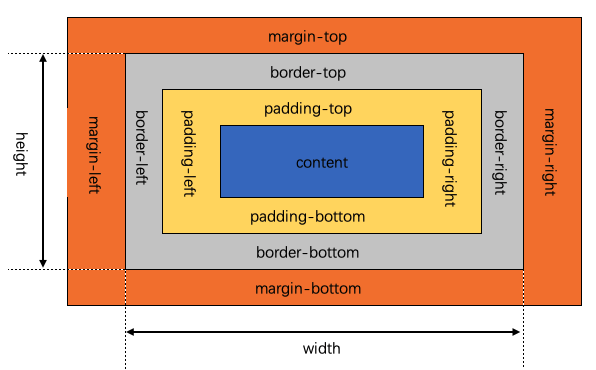 margin-top
border-top
padding-top
height
margin-left
border-left
padding-left
content
padding-right
border-right
margin-right
padding-bottom
border-bottom
margin-bottom
width